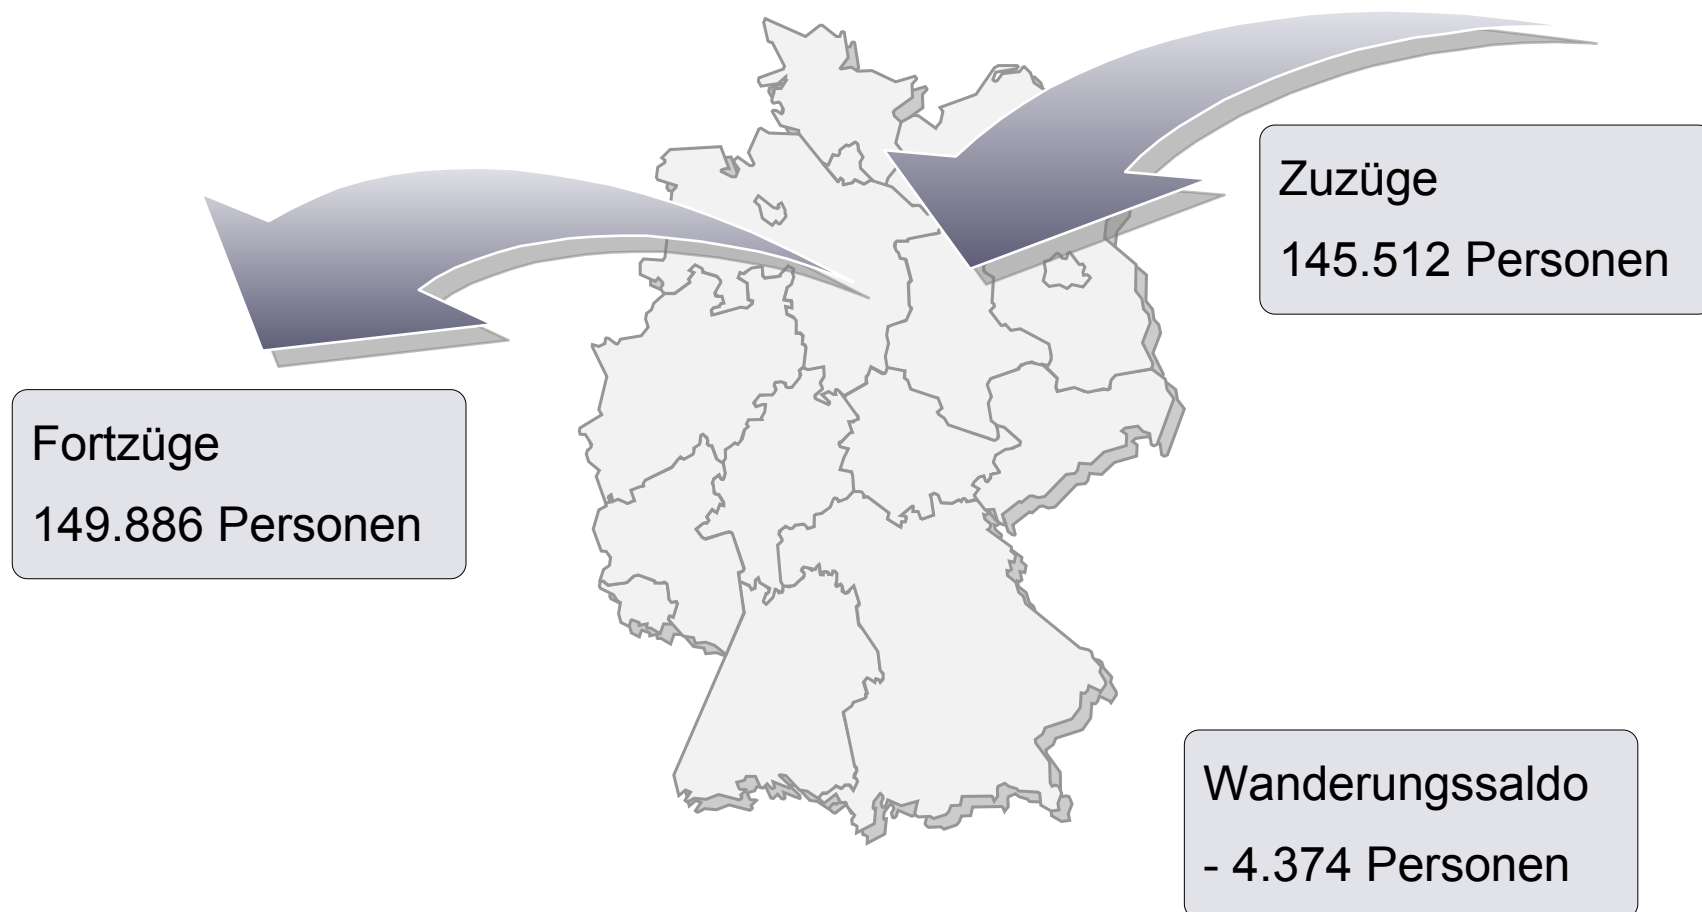 Zuzüge
145.512 Personen
Fortzüge
149.886 Personen
Wanderungssaldo
- 4.374 Personen